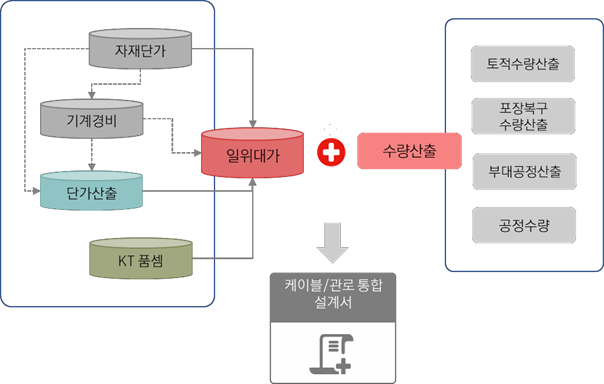 자재단가
기계경비
단가산출
KT 품셈
일위대가
수량산출
토적수량산출
포장복구
수량산출
부대공정산출
공정수량
케이블/관로 통합
설계서